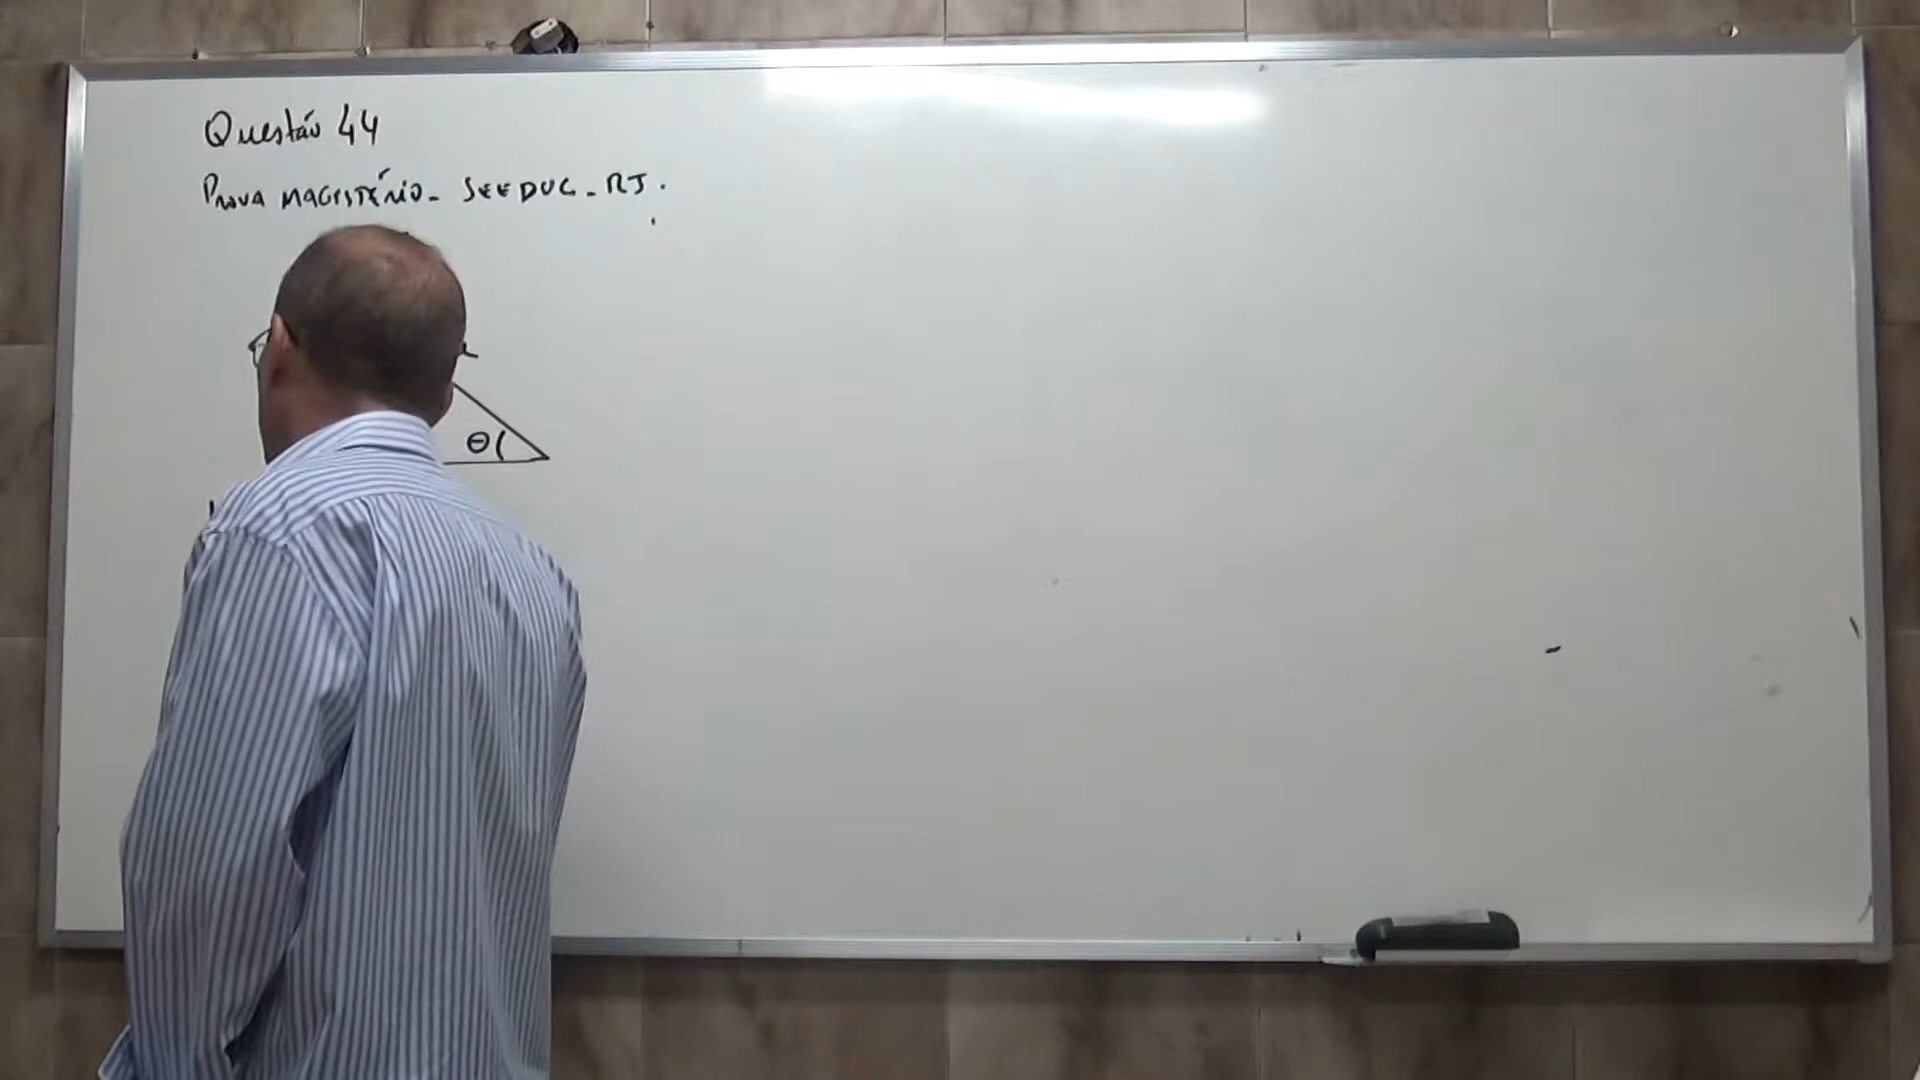 Questão 44
PROVA MAGISTÉRIO - SEEDUC - RJ.
θ